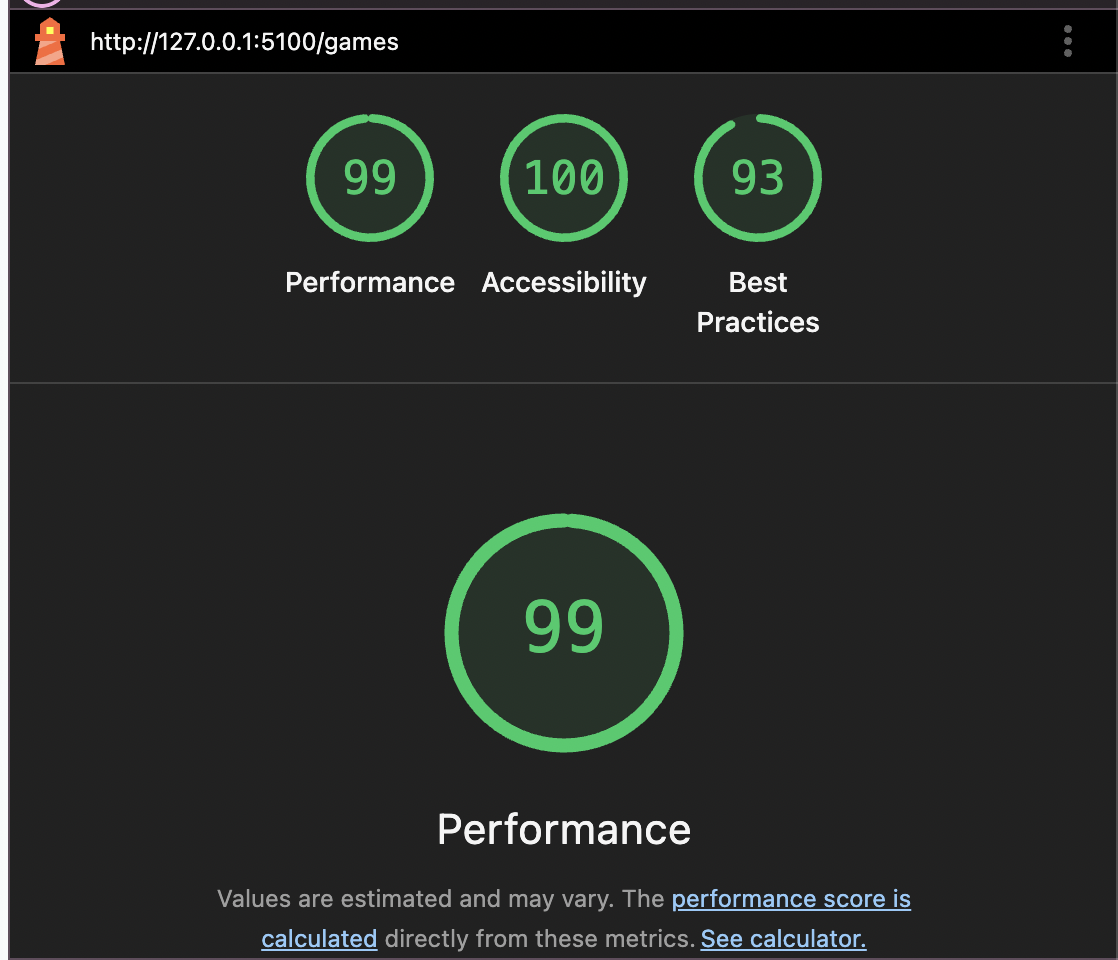 http://127.0.0.1:5100/games
99
100
93
Performance
Accessibility
Best
Practices
99
Performance
Values are estimated and may vary. The performance score is
calculated directly from these metrics. See calculator.